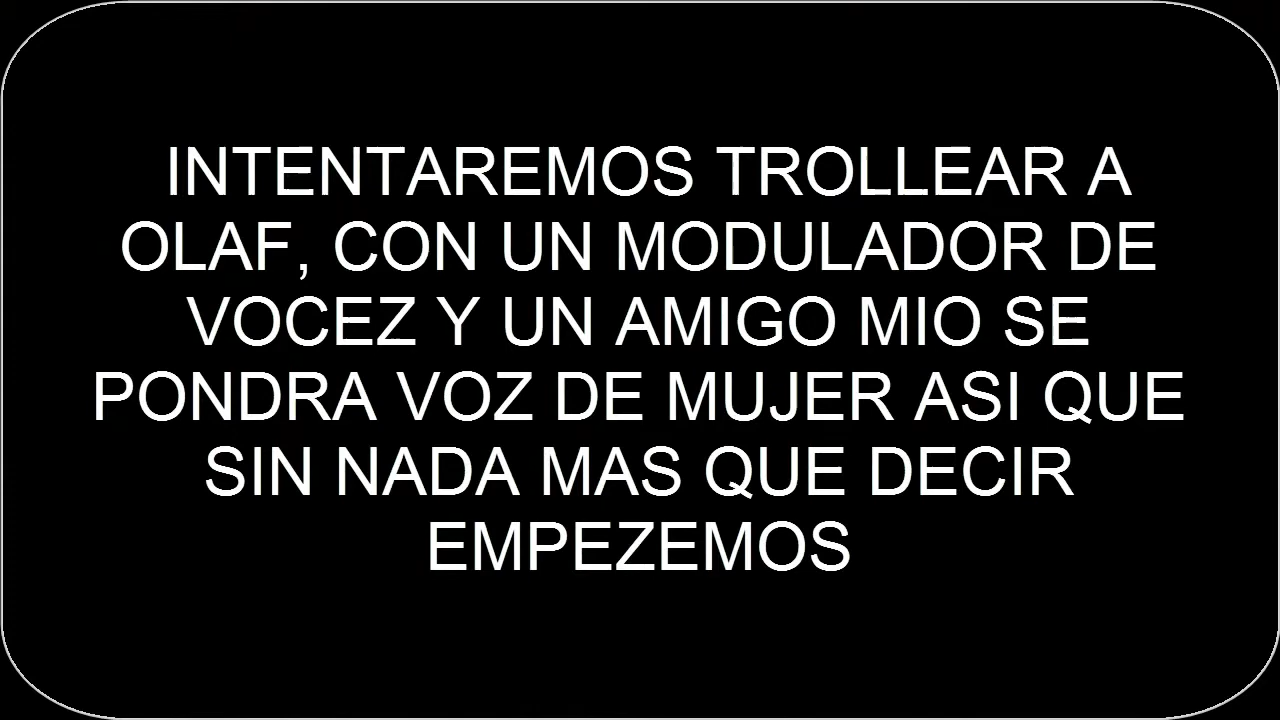 INTENTAREMOS TROLLEAR A
OLAF, CON UN MODULADOR DE
VOCEZ Y UN AMIGO MIO SE
PONDRA VOZ DE MUJER ASI QUE
SIN NADA MAS QUE DECIR
EMPEZEMOS